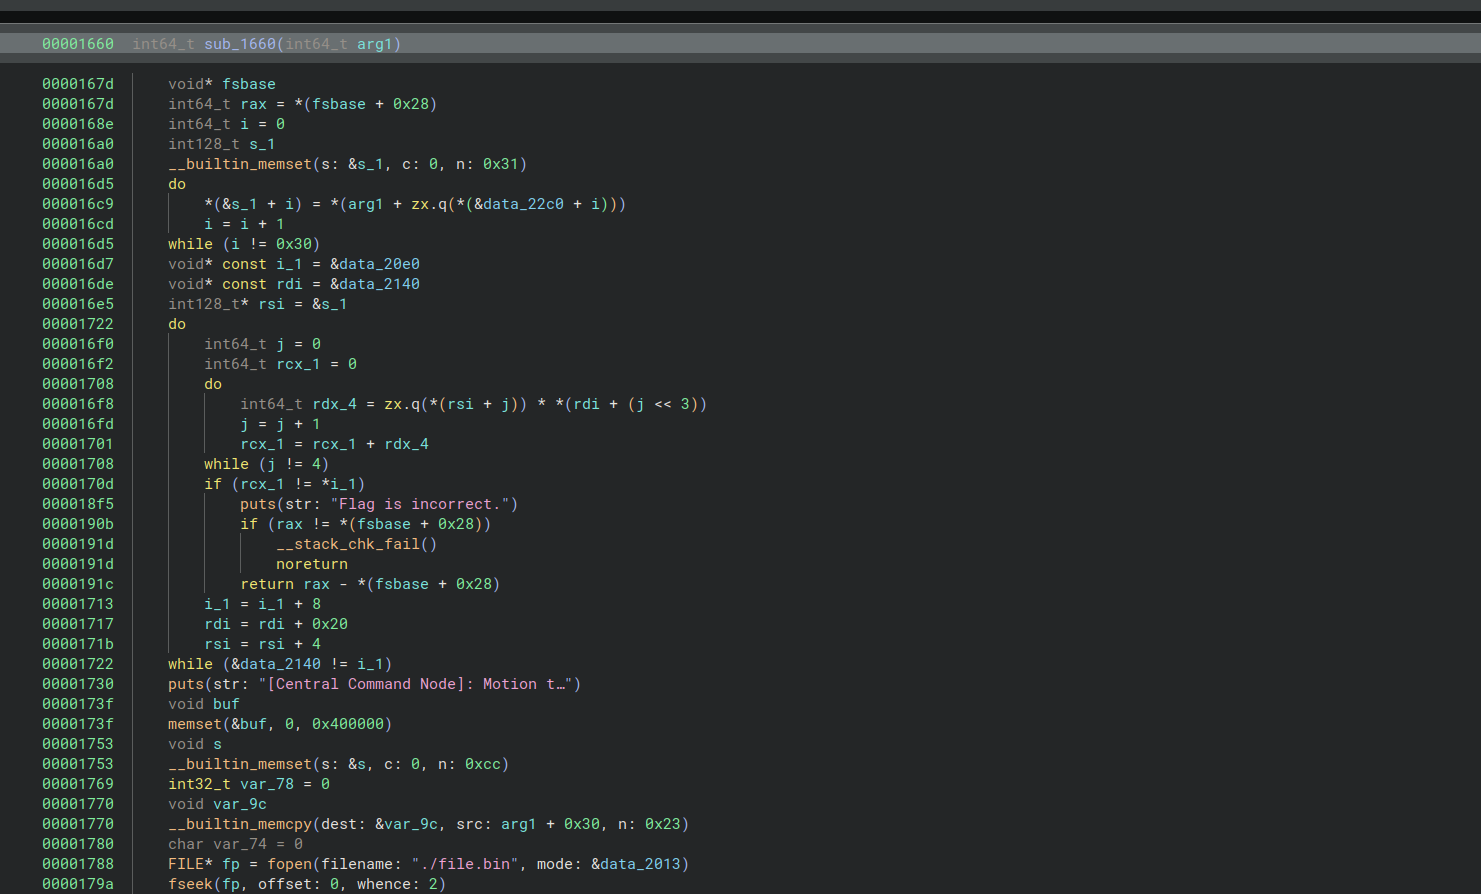 00001660 int64_t sub_1660(int64_t arg1)
0000167d void* fsbase
0000167d int64_t rax = *(fsbase + 0x28)
0000168e int64_t i = 0
000016a0 int128_t s_1
000016a0 __builtin_memset(s: &s_1, c: 0, n: 0x31)
000016d5 do
000016c9 *(&s_1 + i) = *(arg1 + zx.q(*(&data_22c0 + i)))
000016cd i = i + 1
000016d5 while (i != 0x30)
000016d7 void* const i_1 = &data_20e0
000016de void* const rdi = &data_2140
000016e5 int128_t* rsi = &s_1
00001722 do
000016f0 int64_t j = 0
000016f2 int64_t rcx_1 = 0
00001708 do
000016f8 int64_t rdx_4 = zx.q(*(rsi + j)) * *(rdi + (j << 3))
000016fd j = j + 1
00001701 rcx_1 = rcx_1 + rdx_4
00001708 while (j != 4)
0000170d if (rcx_1 != *i_1)
000018f5 puts(str: "Flag is incorrect.")
0000190b if (rax != *(fsbase + 0x28))
0000191d __stack_chk_fail()
0000191d noreturn
0000191c return rax - *(fsbase + 0x28)
00001713 i_1 = i_1 + 8
00001717 rdi = rdi + 0x20
0000171b rsi = rsi + 4
00001722 while (&data_2140 != i_1)
00001730 puts(str: "[Central Command Node]: Motion t…")
0000173f void buf
0000173f memset(&buf, 0, 0x400000)
00001753 void s
00001753 __builtin_memset(s: &s, c: 0, n: 0xcc)
00001769 int32_t var_78 = 0
00001770 void var_9c
00001770 __builtin_memcpy(dest: &var_9c, src: arg1 + 0x30, n: 0x23)
00001780 char var_74 = 0
00001788 FILE* fp = fopen(filename: "./file.bin", mode: &data_2013)
0000179a fseek(fp, offset: 0, whence: 2)